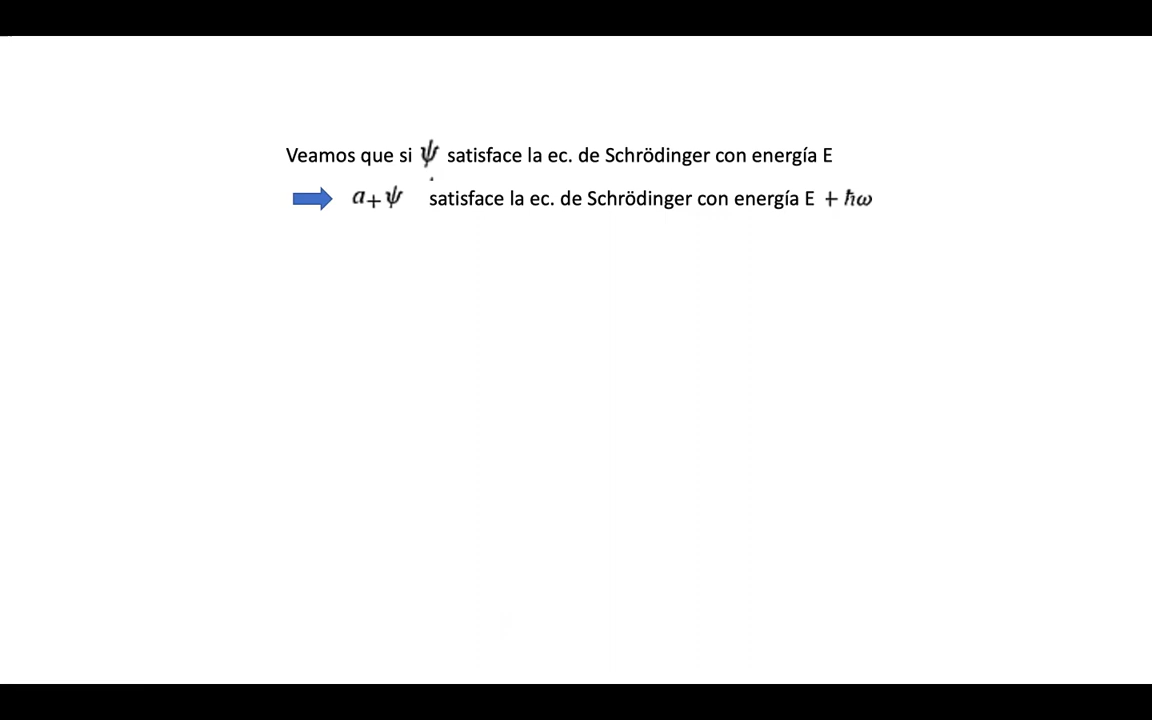 Veamos que si ψ satisface la ec. de Schrödinger con energía E
a₊ψ satisface la ec. de Schrödinger con energía E + ħω